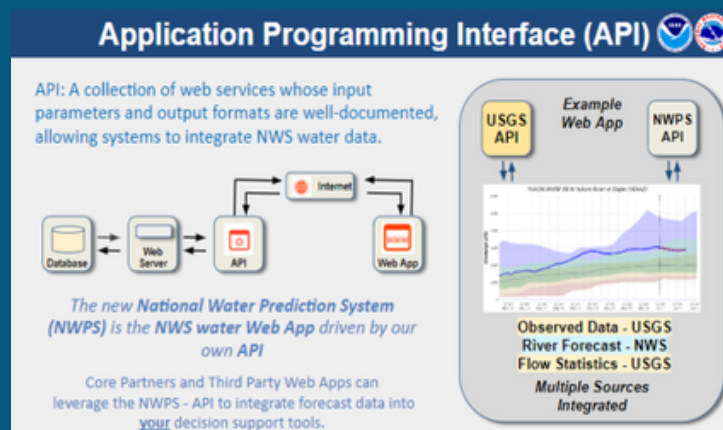 Application Programming Interface (API)
API: A collection of web services whose input
parameters and output formats are well-documented,
allowing systems to integrate NWS water data.
Internet
Database
Web
Server
API
Web App
The new National Water Prediction System
(NWPS) is the NWS water Web App driven by our
own API
Core Partners and Third Party Web Apps can
leverage the NWPS - API to integrate forecast data into
your decision support tools.
Example
Web App
USGS
API
NWPS
API
Observed Data - USGS
River Forecast - NWS
Flow Statistics - USGS
Multiple Sources
Integrated